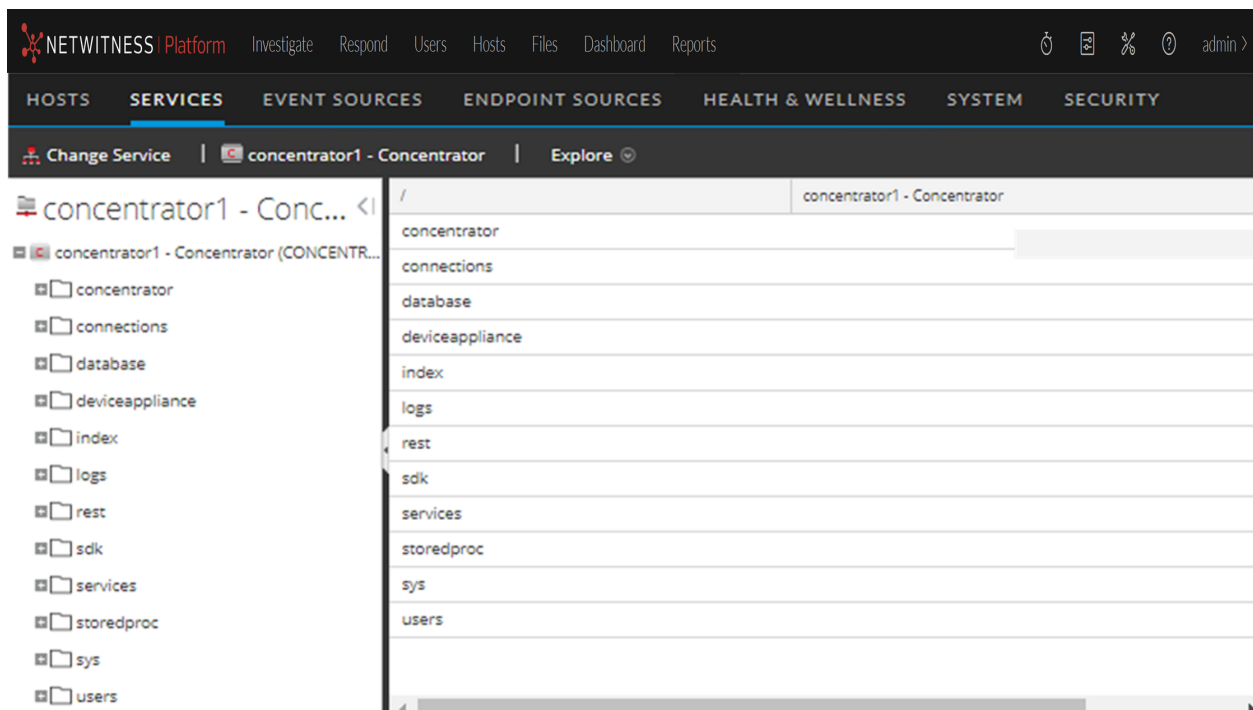 NETWITNESS | Platform Investigate Respond Users Hosts Files Dashboard Reports admin >
HOSTS SERVICES EVENT SOURCES ENDPOINT SOURCES HEALTH & WELLNESS SYSTEM SECURITY
Change Service | C concentrator1 - Concentrator | Explore
concentrator1 - Conc...
C concentrator1 - Concentrator (CONCENTR...
concentrator
connections
database
deviceappliance
index
logs
rest
sdk
services
storedproc
sys
users
/ concentrator1 - Concentrator
concentrator
connections
database
deviceappliance
index
logs
rest
sdk
services
storedproc
sys
users